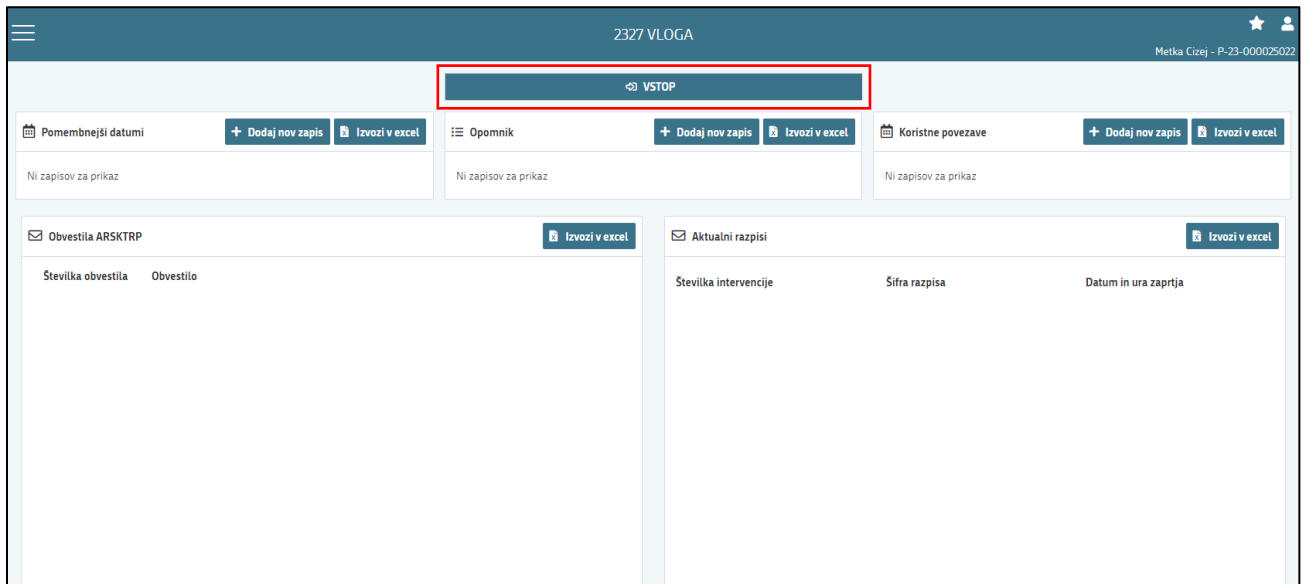 2327 VLOGA
Metka Cizej - P-23-000025022
VSTOP
Pomembnejši datumi
+ Dodaj nov zapis
Izvozi v excel
Ni zapisov za prikaz
Opomnik
+ Dodaj nov zapis
Izvozi v excel
Ni zapisov za prikaz
Koristne povezave
+ Dodaj nov zapis
Izvozi v excel
Ni zapisov za prikaz
Obvestila ARSKTRP
Izvozi v excel
Številka obvestila Obvestilo
Aktualni razpisi
Izvozi v excel
Številka intervencije Šifra razpisa Datum in ura zaprtja